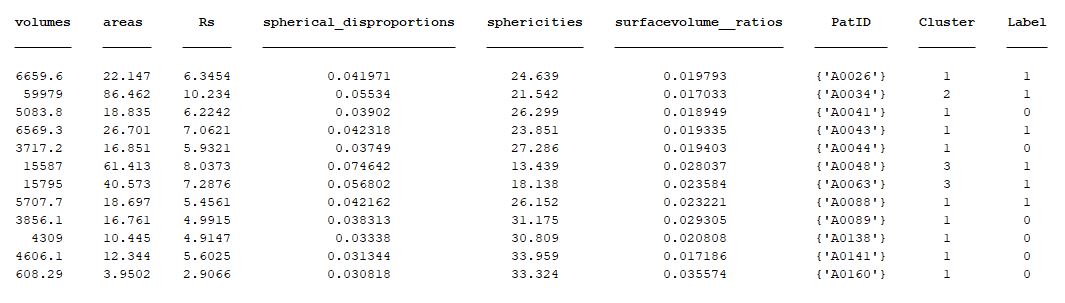 volumes areas Rs spherical_disproportions sphericities surfacevolume__ratios PatID Cluster Label
6659.6 22.147 6.3454 0.041971 24.639 0.019793 {'A0026'} 1 1
59979 86.462 10.234 0.05534 21.542 0.017033 {'A0034'} 2 1
5083.8 18.835 6.2242 0.03902 26.299 0.018949 {'A0041'} 1 0
6569.3 26.701 7.0621 0.042318 23.851 0.019335 {'A0043'} 1 1
3717.2 16.851 5.9321 0.03749 27.286 0.019403 {'A0044'} 1 0
15587 61.413 8.0373 0.074642 13.439 0.028037 {'A0048'} 3 1
15795 40.573 7.2876 0.056802 18.138 0.023584 {'A0063'} 3 1
5707.7 18.697 5.4561 0.042162 26.152 0.023221 {'A0088'} 1 1
3856.1 16.761 4.9915 0.038313 31.175 0.029305 {'A0089'} 1 0
4309 10.445 4.9147 0.03338 30.809 0.020808 {'A0138'} 1 0
4606.1 12.344 5.6025 0.031344 33.959 0.017186 {'A0141'} 1 0
608.29 3.9502 2.9066 0.030818 33.324 0.035574 {'A0160'} 1 0